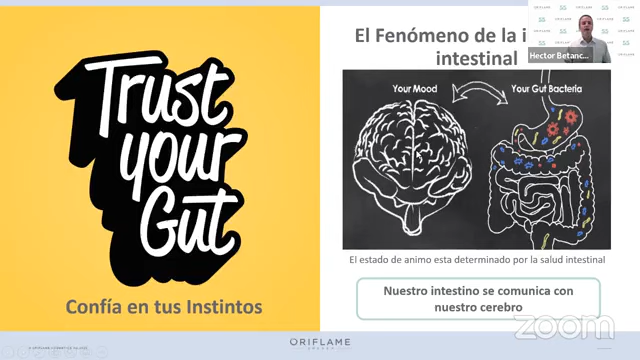 Trust
your
Gut
Confía en tus Instintos
El Fenómeno de la
intestinal
Hector Betanc...
Your Mood
Your Gut Bacteria
El estado de animo esta determinado por la salud intestinal
Nuestro intestino se comunica con
nuestro cerebro
ORIFLAME
SWEDEN
zoom